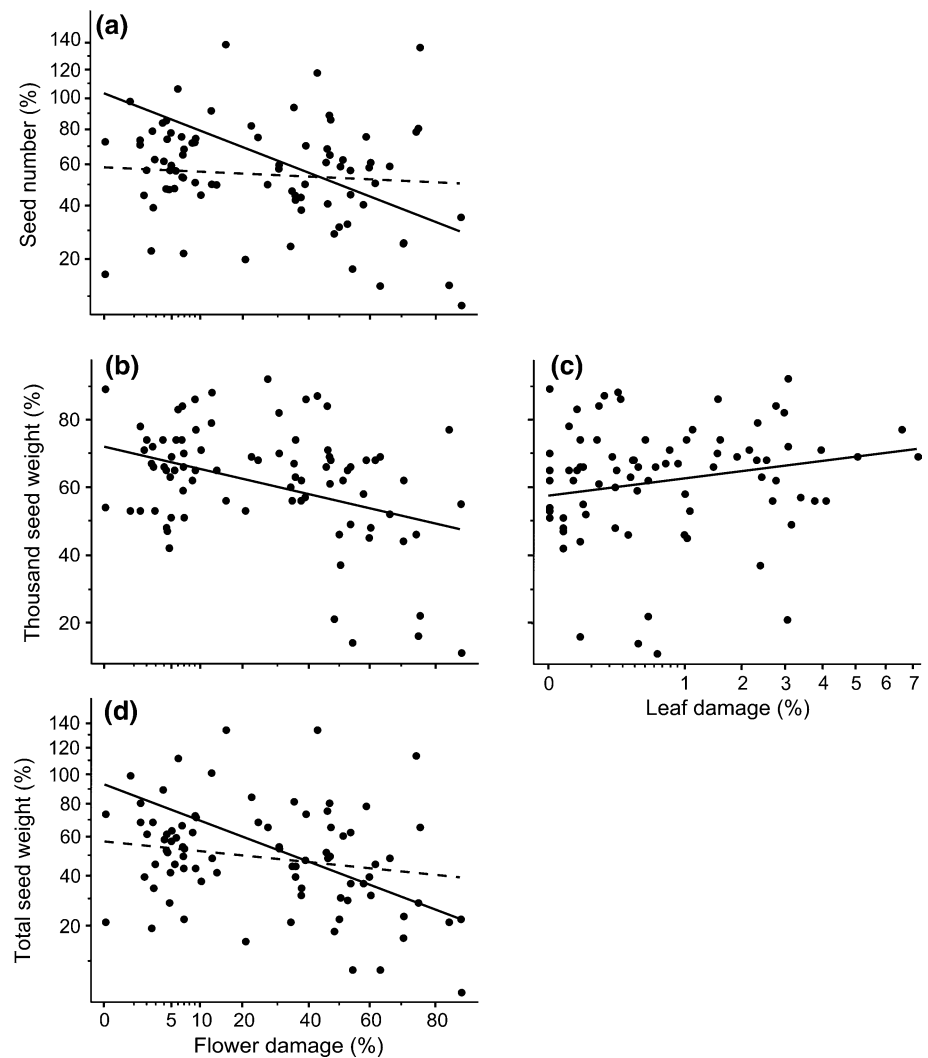 (a)
140
120
100
80
60
40
20
Seed number (%)
(b)
80
60
40
20
Thousand seed weight (%)
(c)
0 1 2 3 4 5 6 7
Leaf damage (%)
(d)
140
120
100
80
60
40
20
Total seed weight (%)
0 5 10 20 40 60 80
Flower damage (%)